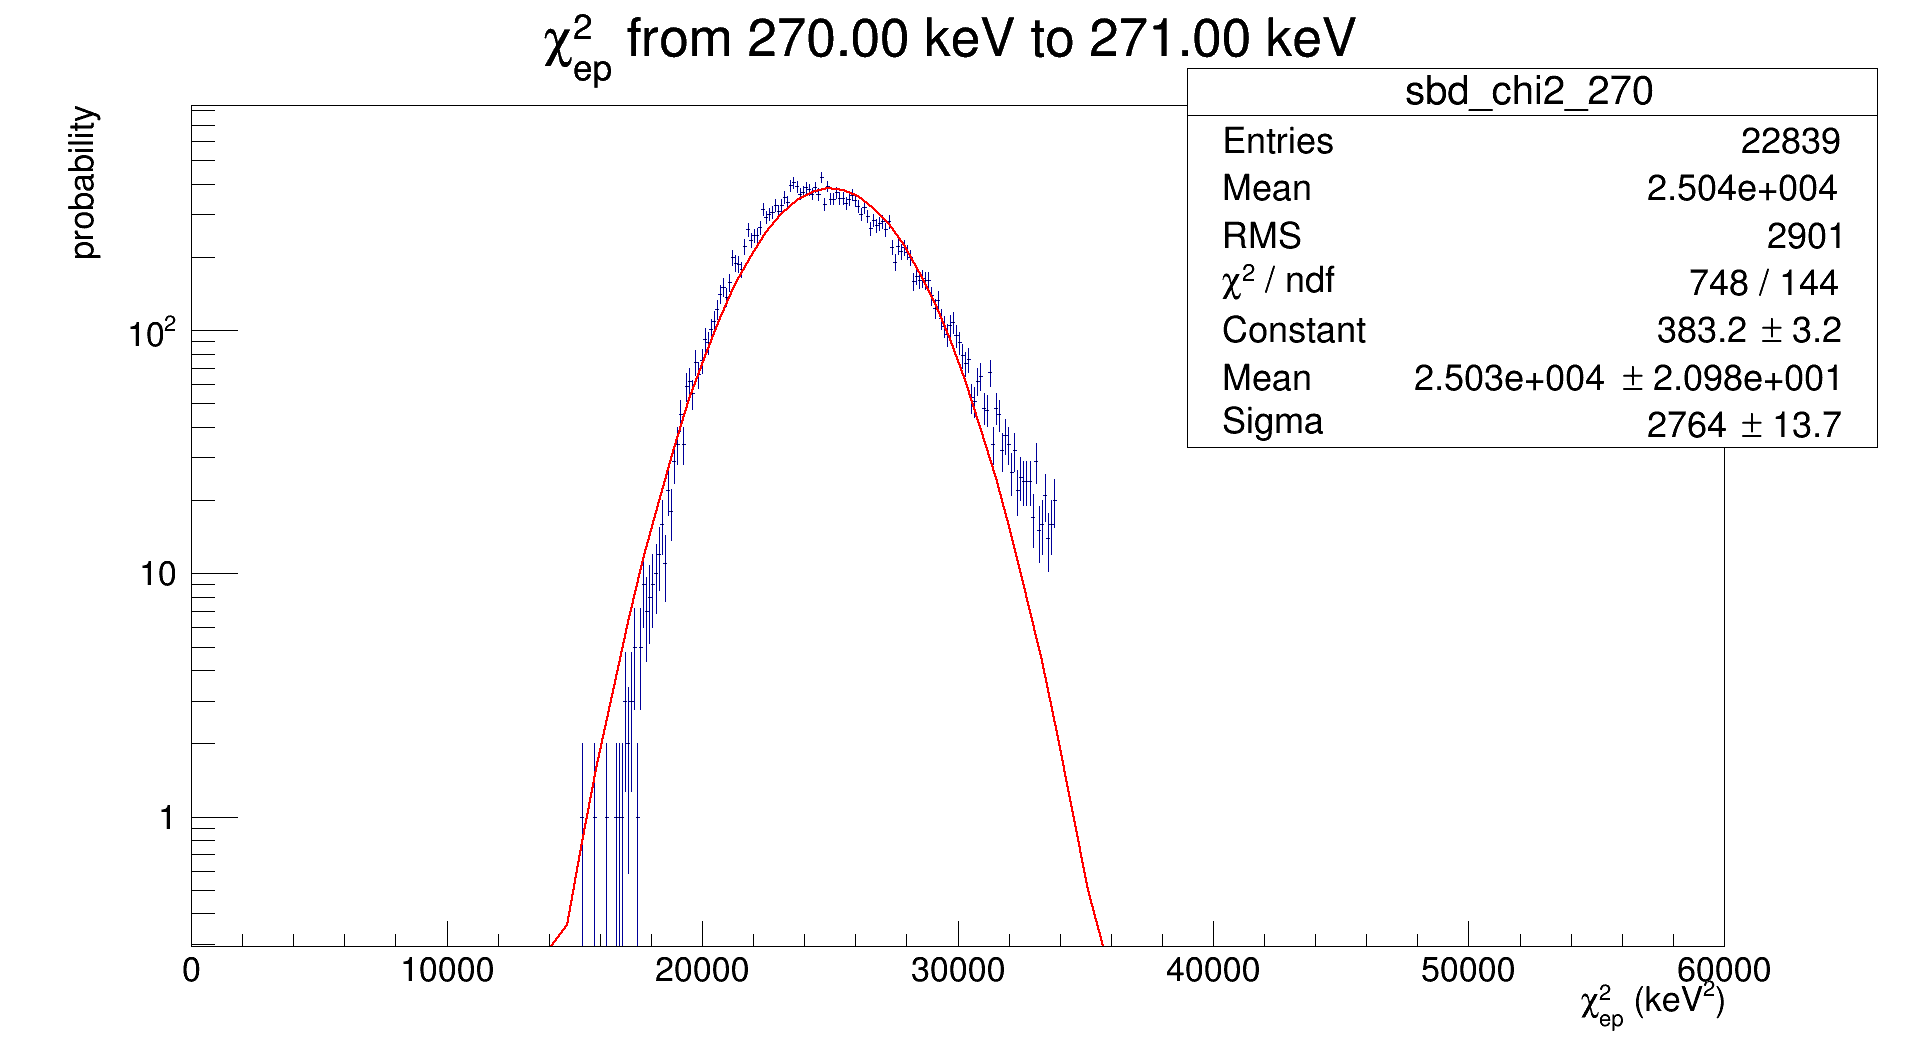 χ²ep from 270.00 keV to 271.00 keV
probability
sbd_chi2_270
Entries 22839
Mean 2.504e+004
RMS 2901
χ² / ndf 748 / 144
Constant 383.2 ± 3.2
Mean 2.503e+004 ± 2.098e+001
Sigma 2764 ± 13.7
10²
10
1
0 10000 20000 30000 40000 50000 60000
χ²ep (keV²)